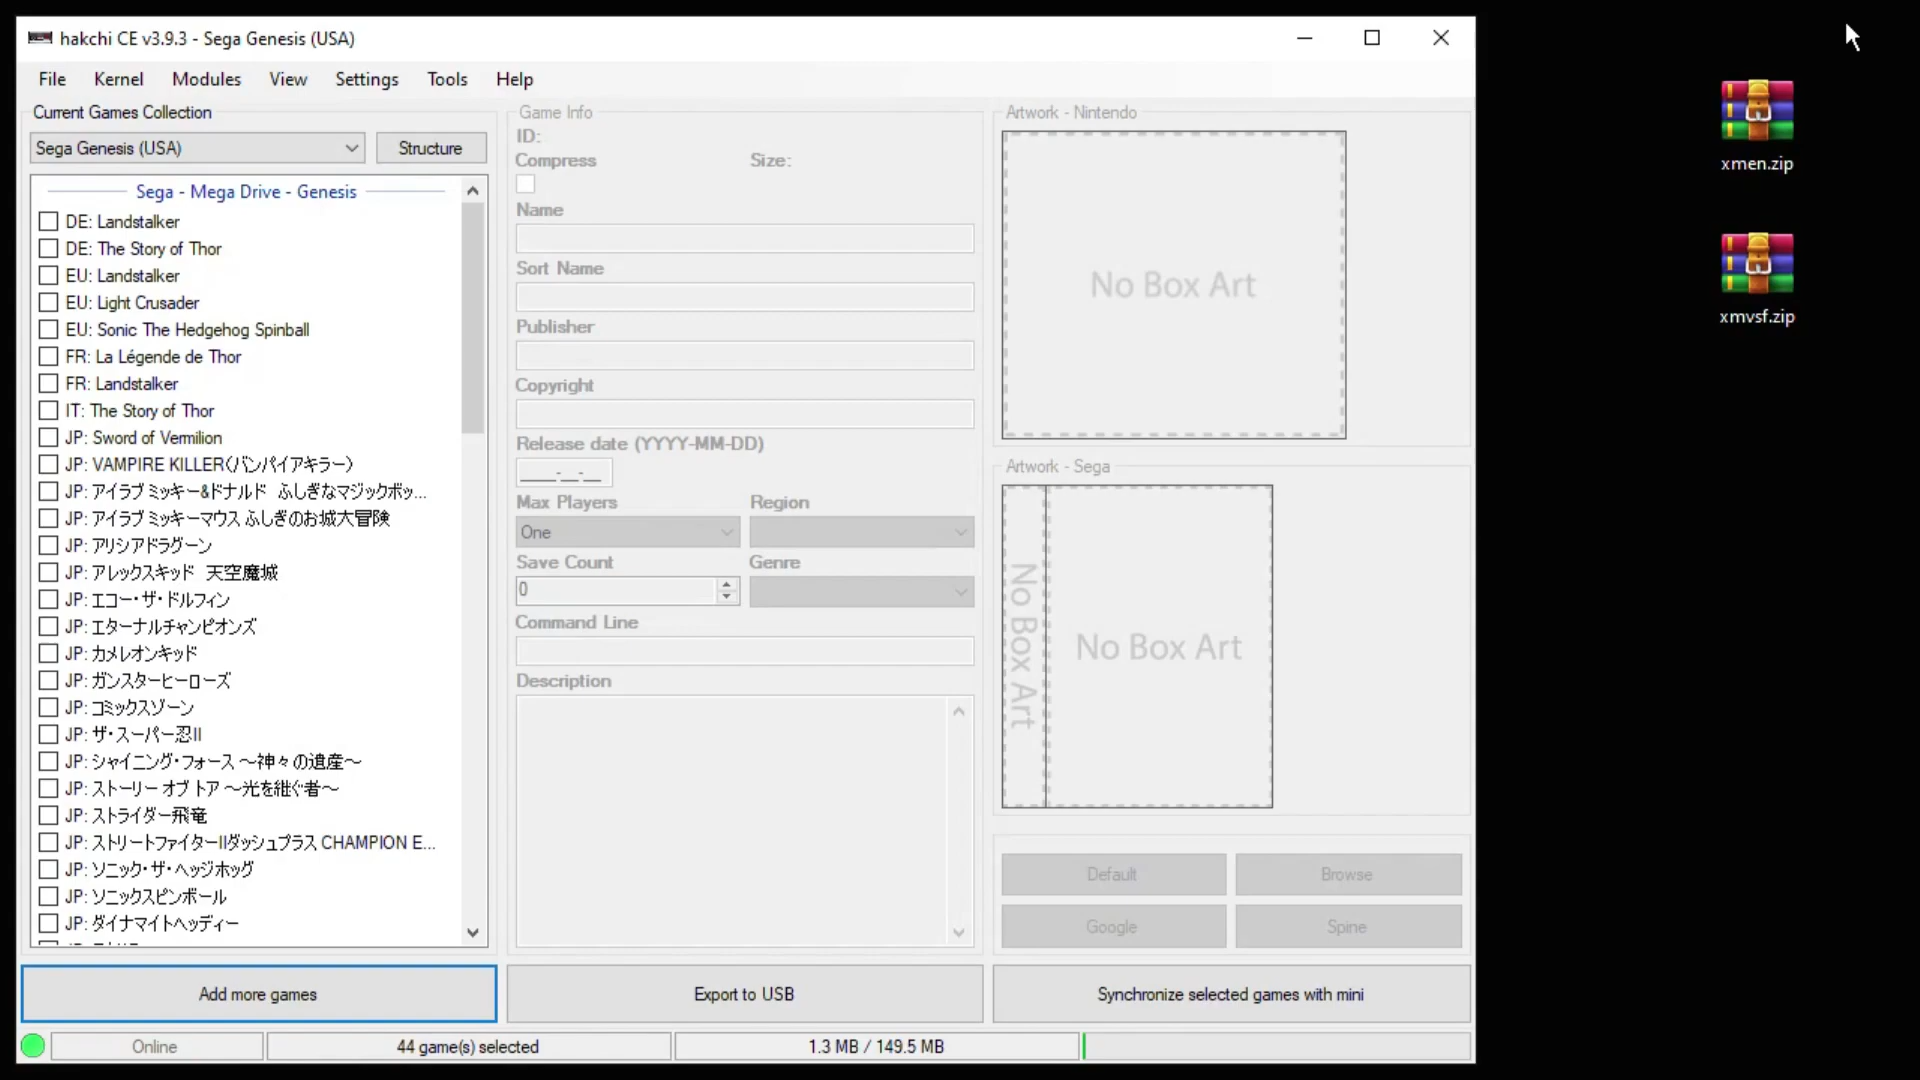 hakchi CE v3.9.3 - Sega Genesis (USA)
File Kernel Modules View Settings Tools Help
Current Games Collection
Sega Genesis (USA)
Structure
Sega - Mega Drive - Genesis
DE: Landstalker
DE: The Story of Thor
EU: Landstalker
EU: Light Crusader
EU: Sonic The Hedgehog Spinball
FR: La Légende de Thor
FR: Landstalker
IT: The Story of Thor
JP: Sword of Vermilion
JP: VAMPIRE KILLER(バンパイアキラー)
JP: アイラブミッキー&ドナルド ふしぎなマジックボッ...
JP: アイラブミッキーマウス ふしぎのお城大冒険
JP: アリシアドラグーン
JP: アレックスキッド 天空魔城
JP: エコー・ザ・ドルフィン
JP: エターナルチャンピオンズ
JP: カメレオンキッド
JP: ガンスターヒーローズ
JP: コミックスゾーン
JP: ザ・スーパー忍II
JP: シャイニング・フォース ～神々の遺産～
JP: ストーリー オブ トア ～光を継ぐ者～
JP: ストライダー飛竜
JP: ストリートファイターIIダッシュプラス CHAMPION E...
JP: ソニック・ザ・ヘッジホッグ
JP: ソニックスピンボール
JP: ダイナマイトヘッディー
Add more games
Game Info
ID:
Compress
Size:
Name
Sort Name
Publisher
Copyright
Release date (YYYY-MM-DD)
____-__-__
Max Players
Region
One
Save Count
Genre
0
Command Line
Description
Export to USB
Artwork - Nintendo
No Box Art
Artwork - Sega
No Box Art
No Box Art
Default
Browse
Google
Spine
Synchronize selected games with mini
Online
44 game(s) selected
1.3 MB / 149.5 MB
xmen.zip
xmvsf.zip